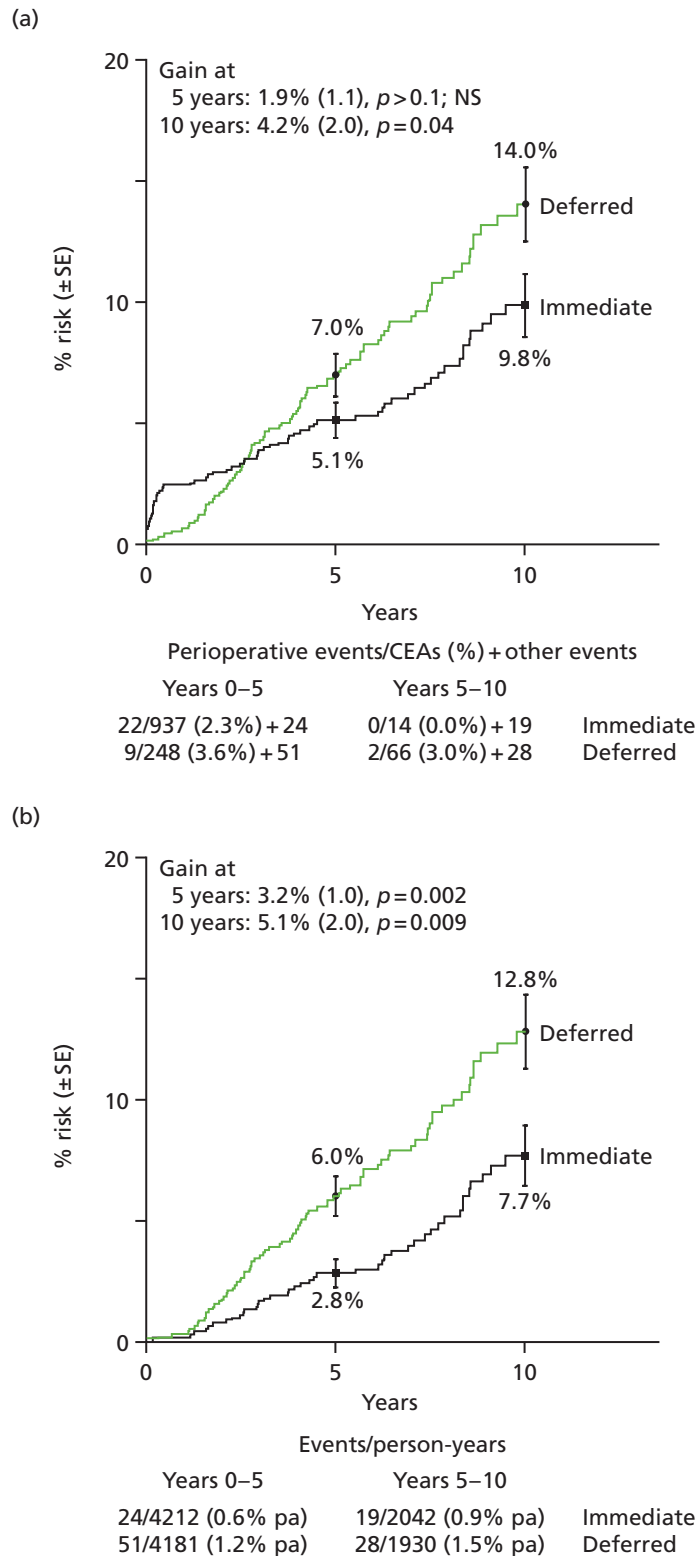 (a)
20
Gain at
5 years: 1.9% (1.1), p>0.1; NS
10 years: 4.2% (2.0), p=0.04
14.0%
Deferred
% risk (±SE)
10
7.0%
Immediate
9.8%
5.1%
0
0 5 10
Years
Perioperative events/CEAs (%)+other events
Years 0–5 Years 5–10
22/937 (2.3%)+24 0/14 (0.0%)+19 Immediate
9/248 (3.6%)+51 2/66 (3.0%)+28 Deferred
(b)
20
Gain at
5 years: 3.2% (1.0), p=0.002
10 years: 5.1% (2.0), p=0.009
12.8%
Deferred
% risk (±SE)
10
6.0%
Immediate
7.7%
2.8%
0
0 5 10
Years
Events/person-years
Years 0–5 Years 5–10
24/4212 (0.6% pa) 19/2042 (0.9% pa) Immediate
51/4181 (1.2% pa) 28/1930 (1.5% pa) Deferred